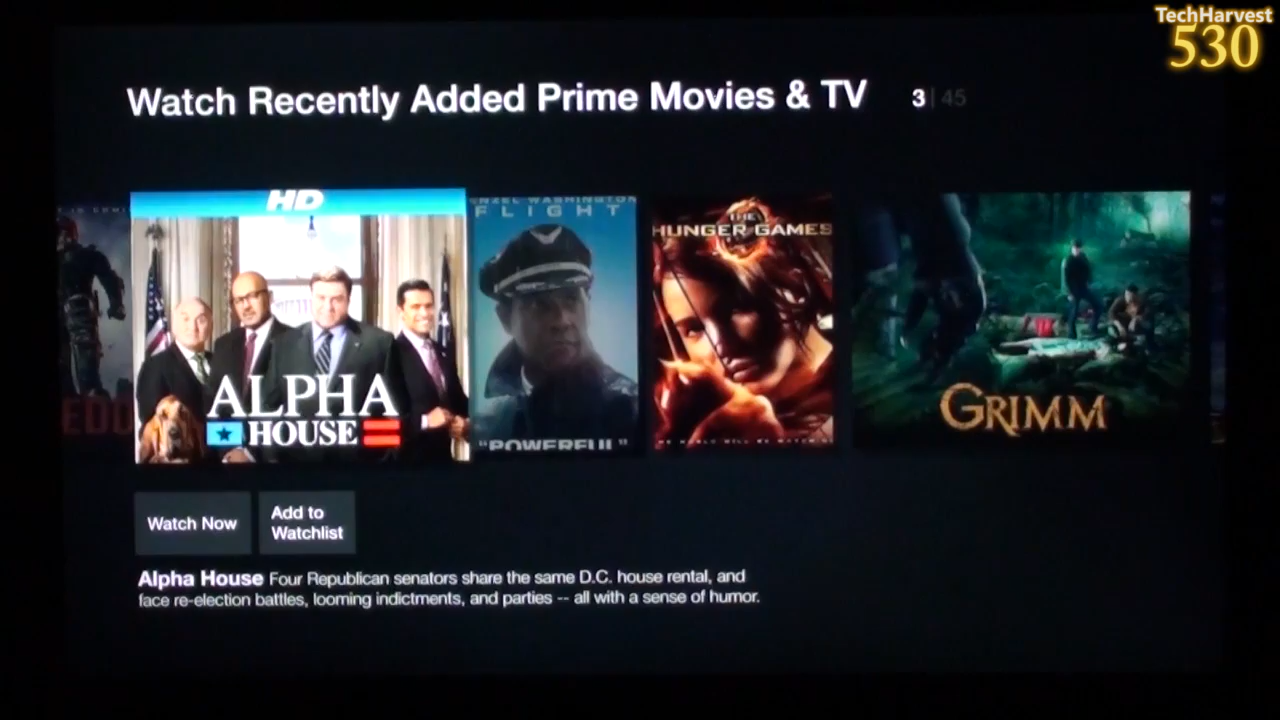 TechHarvest
530
Watch Recently Added Prime Movies & TV 3 | 45
HD
ALPHA
HOUSE
DENZEL WASHINGTON
FLIGHT
"POWERFUL"
THE
HUNGER GAMES
GRIMM
Watch Now
Add to
Watchlist
Alpha House Four Republican senators share the same D.C. house rental, and
face re-election battles, looming indictments, and parties -- all with a sense of humor.